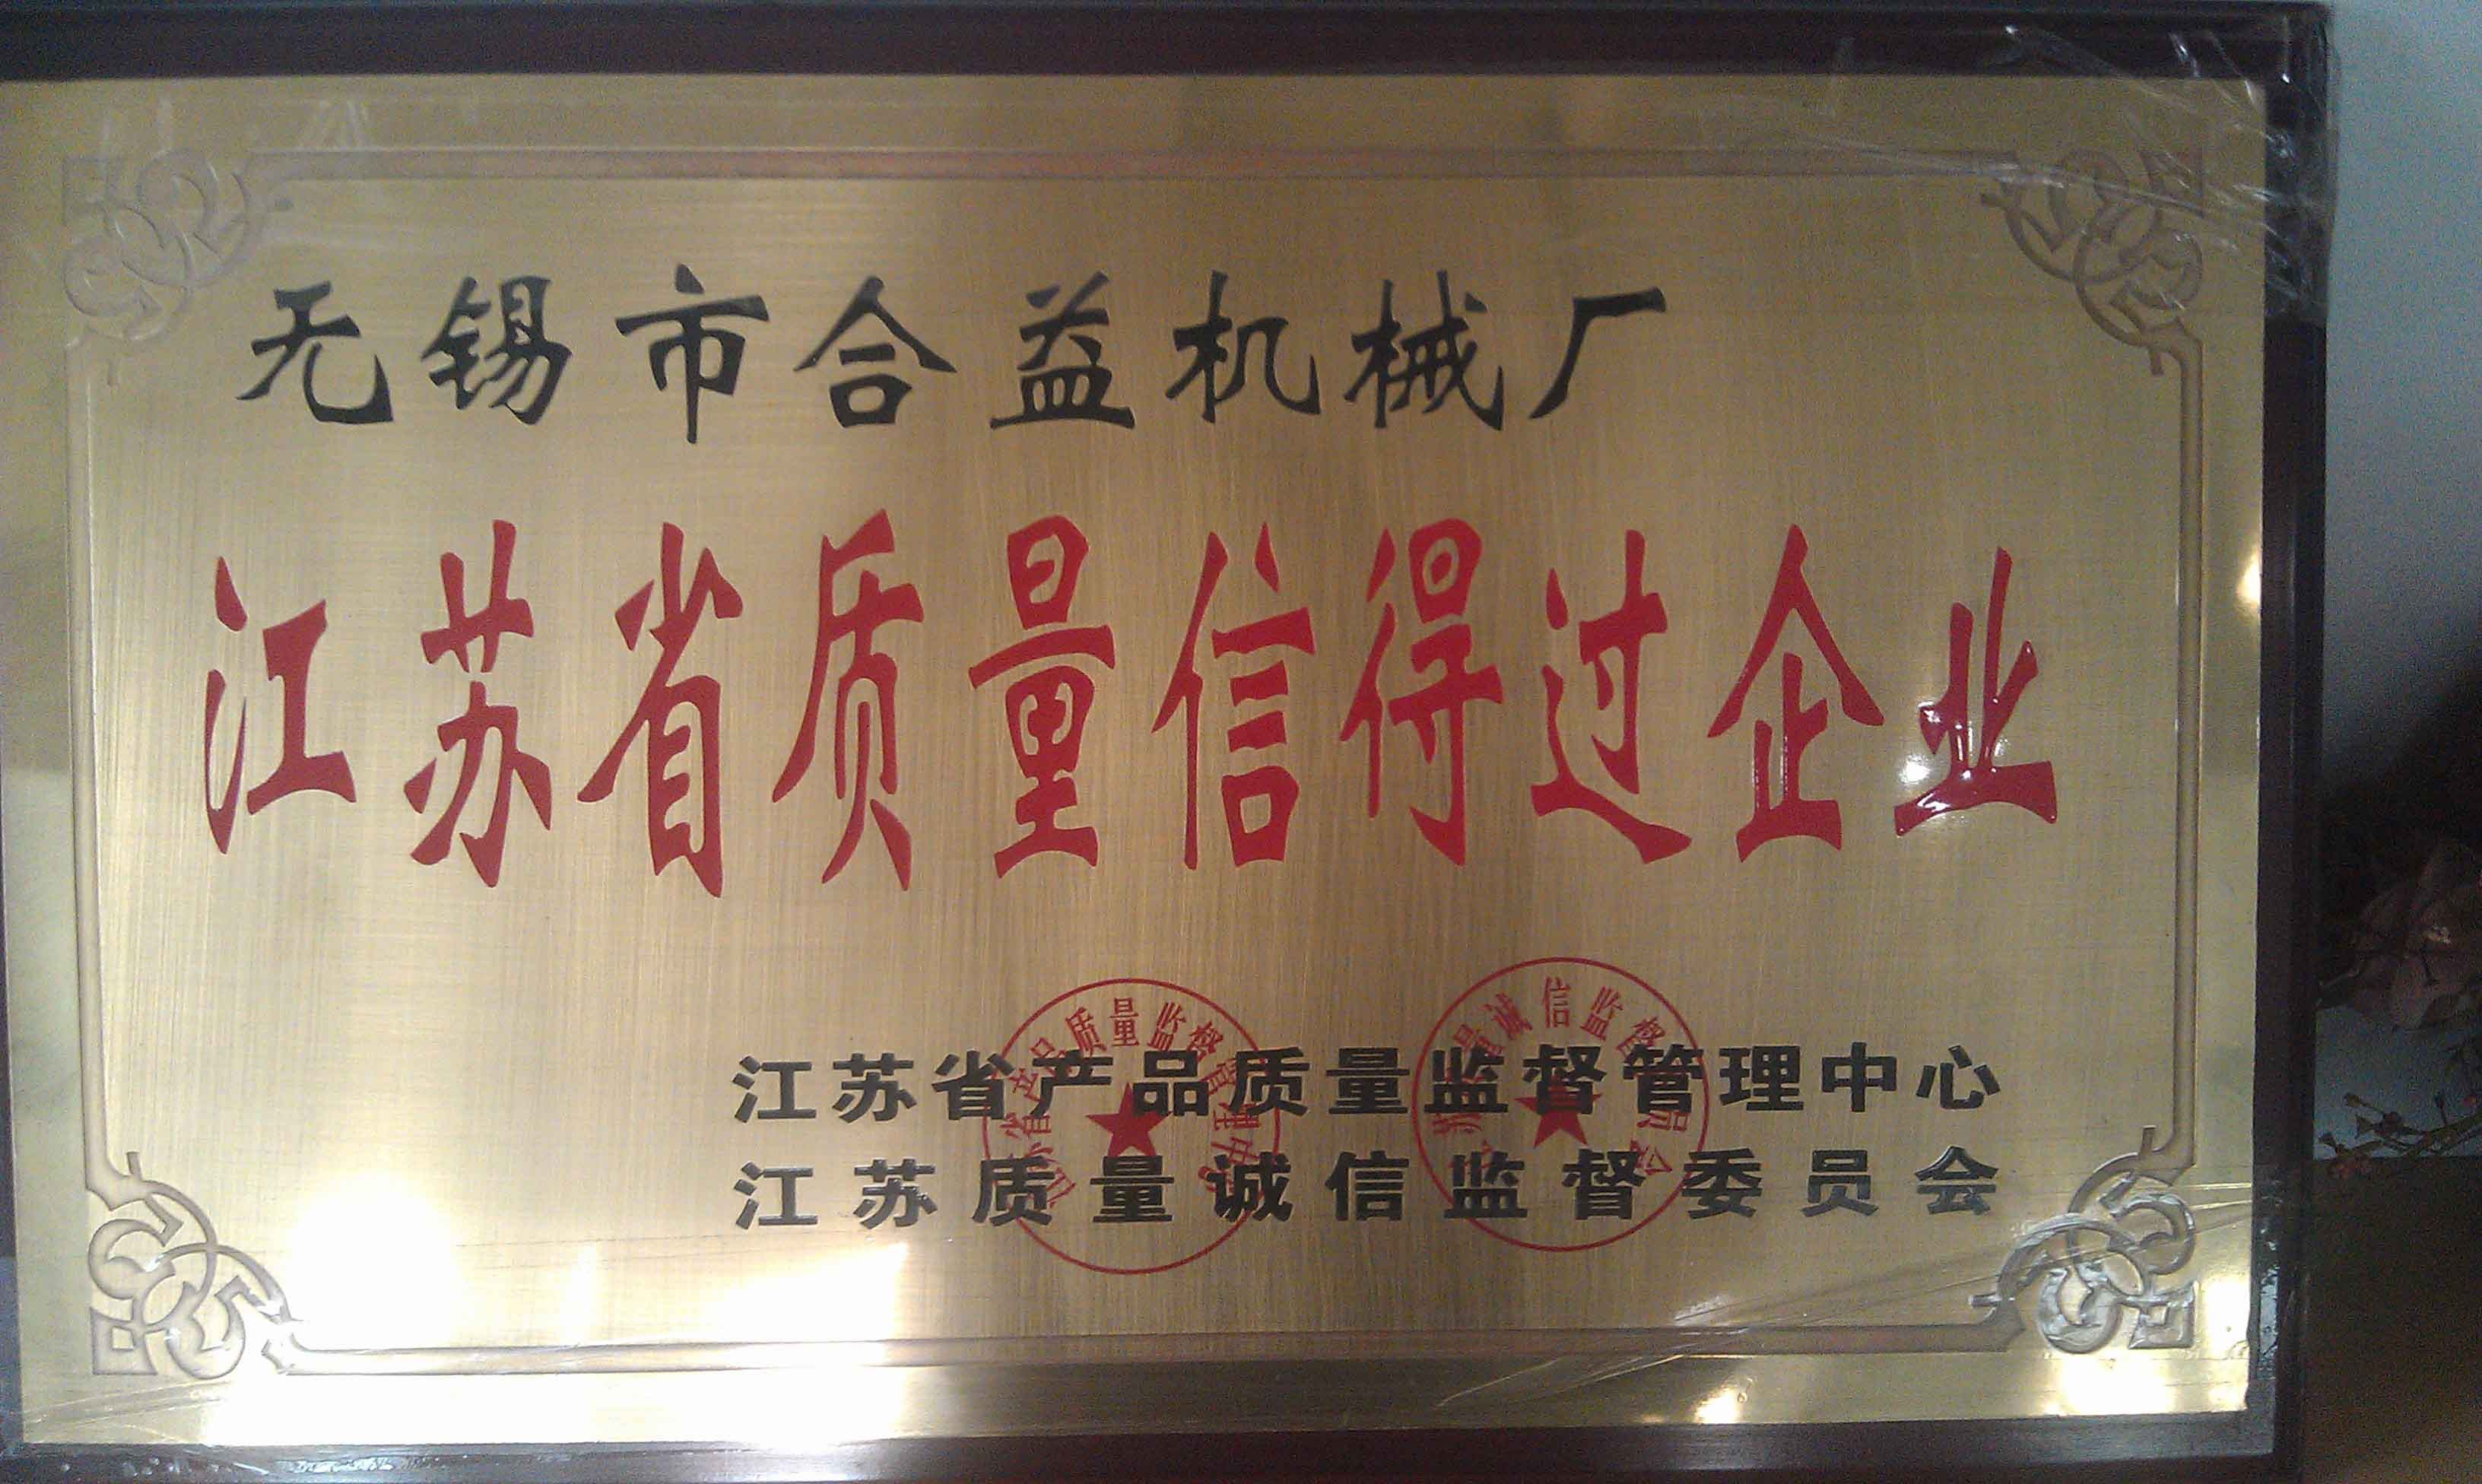 无锡市合益机械厂
江苏省质量信得过企业
江苏省产品质量监督管理中心
江苏质量诚信监督委员会